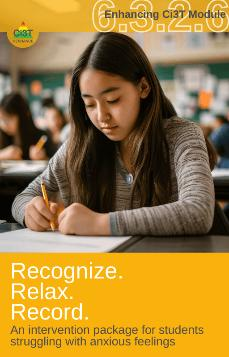 6.3.2.6
Enhancing Ci3T Module
Ci3T
Recognize.
Relax.
Record.
An intervention package for students
struggling with anxious feelings